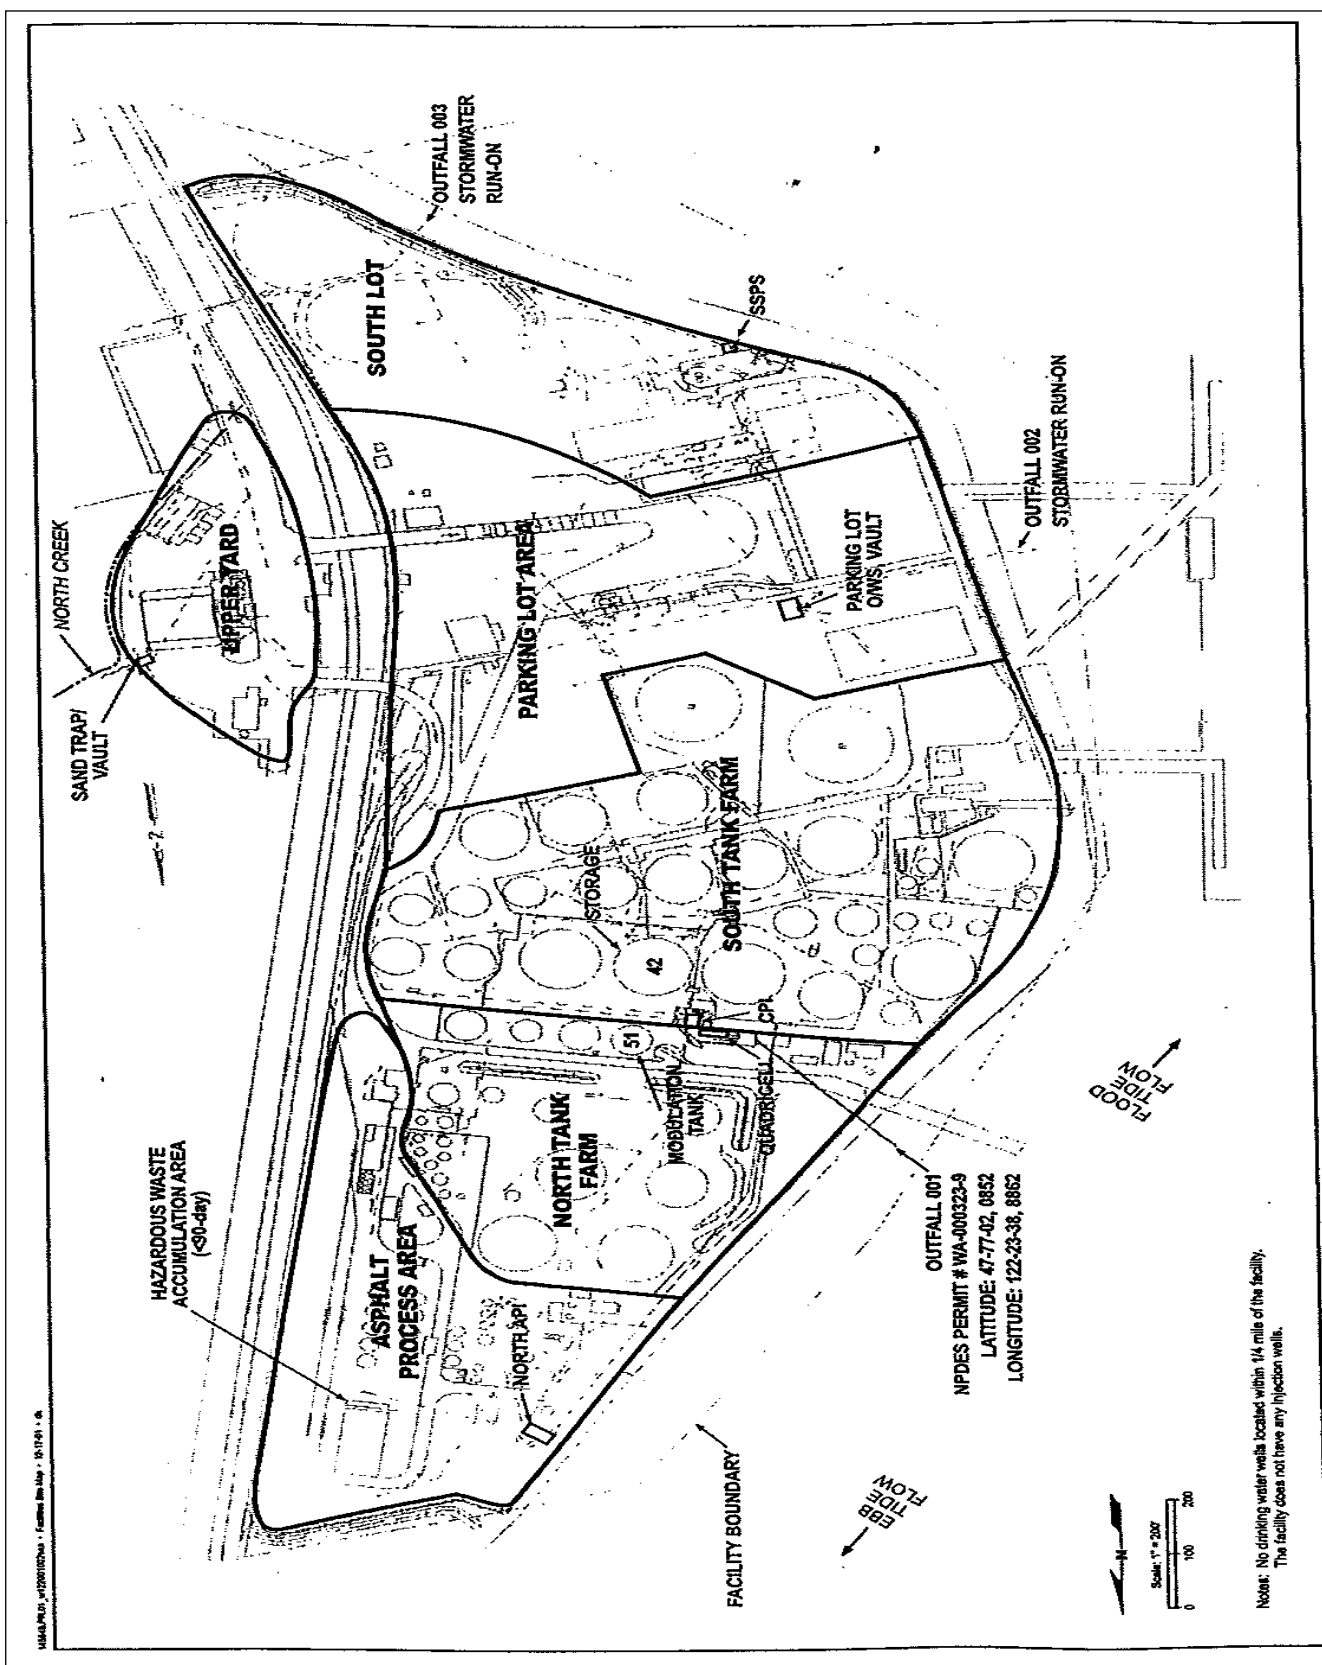 NORTH CREEK
SAND TRAP/
VAULT
UPPER YARD
OUTFALL 003
STORMWATER
RUN-ON
SOUTH LOT
SSPS
PARKING LOT AREA
PARKING LOT
O/WS VAULT
OUTFALL 002
STORMWATER RUN-ON
STORAGE
42
SOUTH TANK FARM
CPI
51
MODULATION
TANK
QUADRICELL
NORTH TANK
FARM
HAZARDOUS WASTE
ACCUMULATION AREA
(<90-day)
ASPHALT
PROCESS AREA
NORTH API
OUTFALL 001
NPDES PERMIT # WA-000323-9
LATITUDE: 47-77-02, 0852
LONGITUDE: 122-23-38, 8862
FLOOD
TIDE
FLOW
EBB
TIDE
FLOW
FACILITY BOUNDARY
N
Scale: 1" = 200'
0 100 200
Notes: No drinking water wells located within 1/4 mile of the facility.
The facility does not have any injection wells.